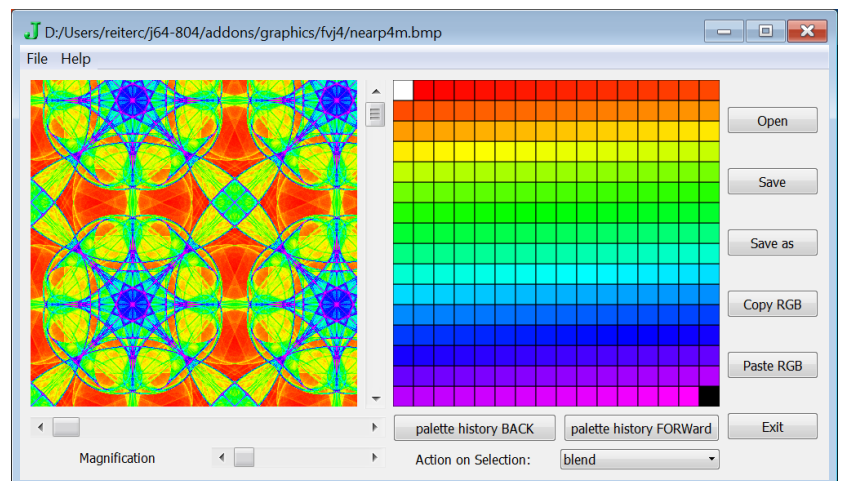 D:/Users/reiterc/j64-804/addons/graphics/fvj4/nearp4m.bmp
File Help
Open
Save
Save as
Copy RGB
Paste RGB
palette history BACK
palette history FORWard
Exit
Magnification
Action on Selection:
blend